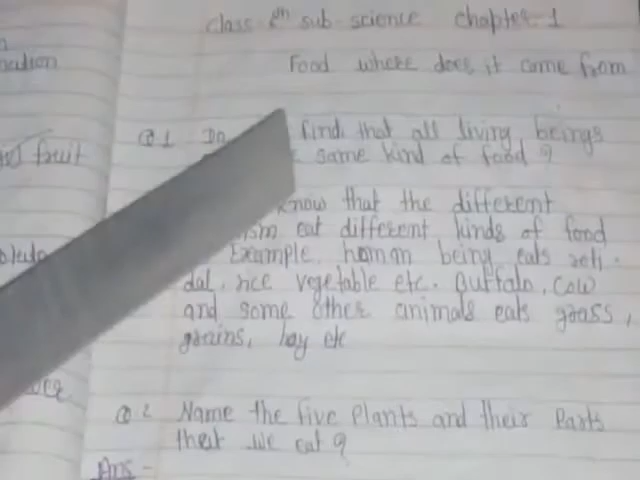 class 6th sub science chapter-1
Food where does it come from
Q1 Do find that all living beings
same kind of food ?
know that the different
ism eat different kinds of food
Example. human being eats roti.
dal. rice vegetable etc. Buffalo, cow
and some other animals eats grass,
grains, hay etc
Q.2 Name the five plants and their parts
that we eat ?
Ans-
fruit